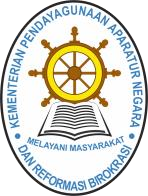 KEMENTERIAN PENDAYAGUNAAN APARATUR NEGARA
MELAYANI MASYARAKAT
DAN REFORMASI BIROKRASI